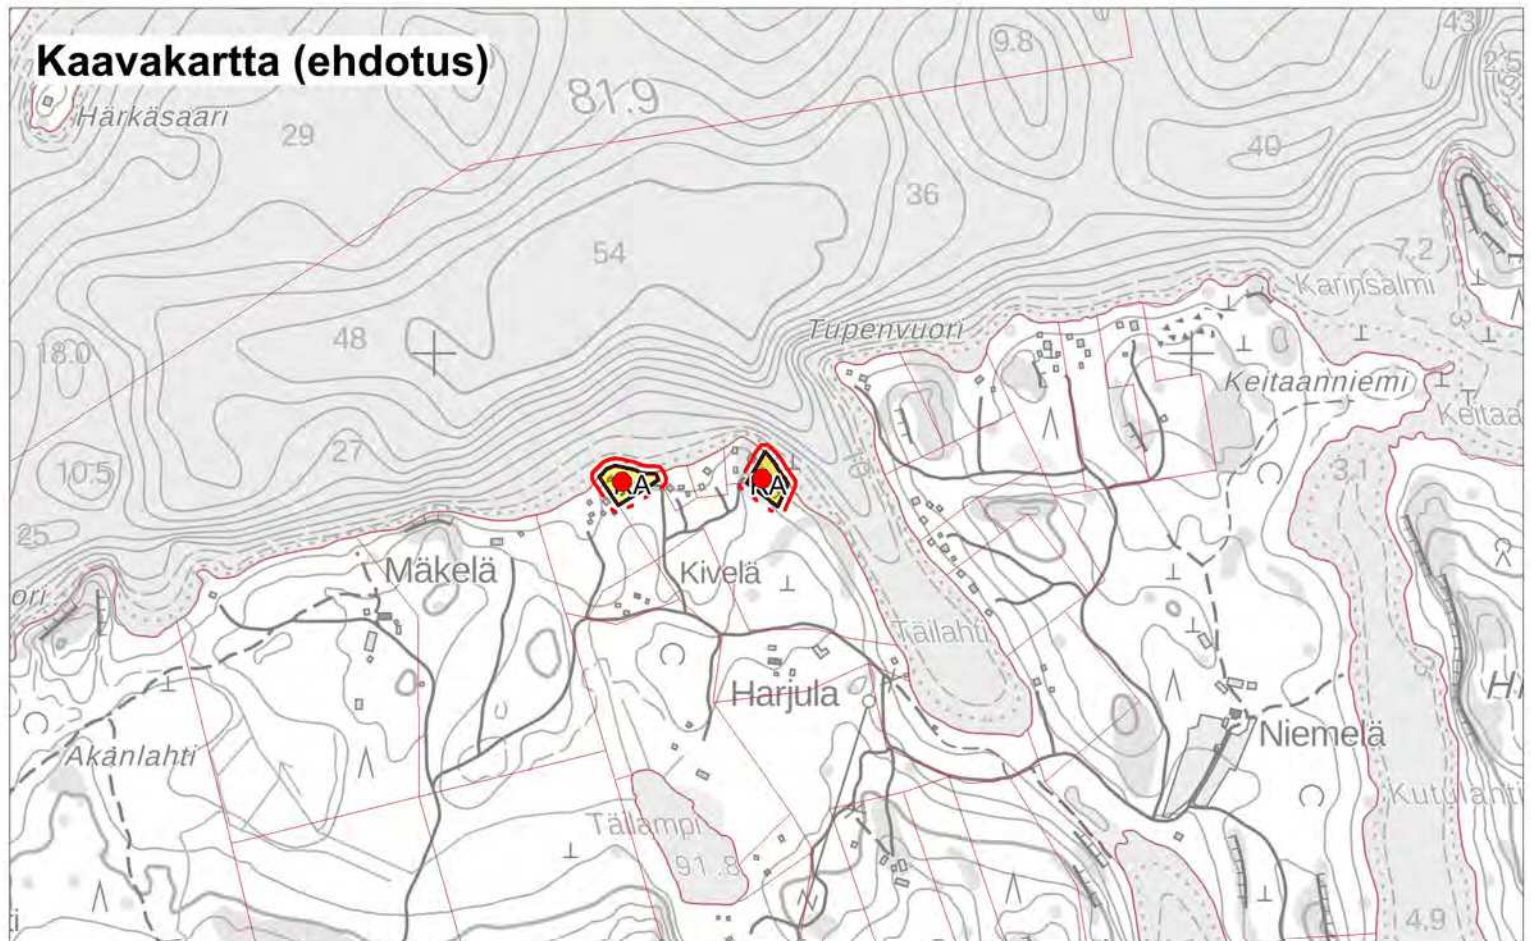 Kaavakartta (ehdotus)
43
9.8
2.5
81.9
Härkäsaari
29
40
36
54
7.2
Karinsalmi
3
Tupenvuori
48
18.0
Keitaanniemi
27
10.5
3.1
RA
RA
25
Mäkelä
Kivelä
Täilahti
Harjula
Niemelä
Akanlahti
Kutulahti
Tällampi
91.8
4.9